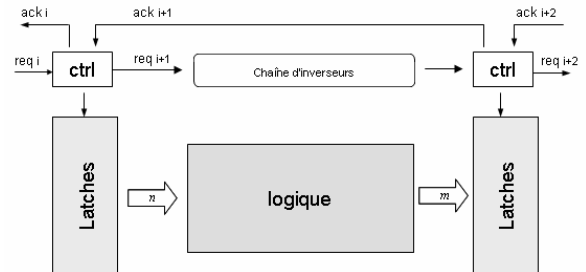 ack i
ack i+1
ack i+2
req i
ctrl
req i+1
Chaîne d'inverseurs
ctrl
req i+2
Latches
n
logique
m
Latches